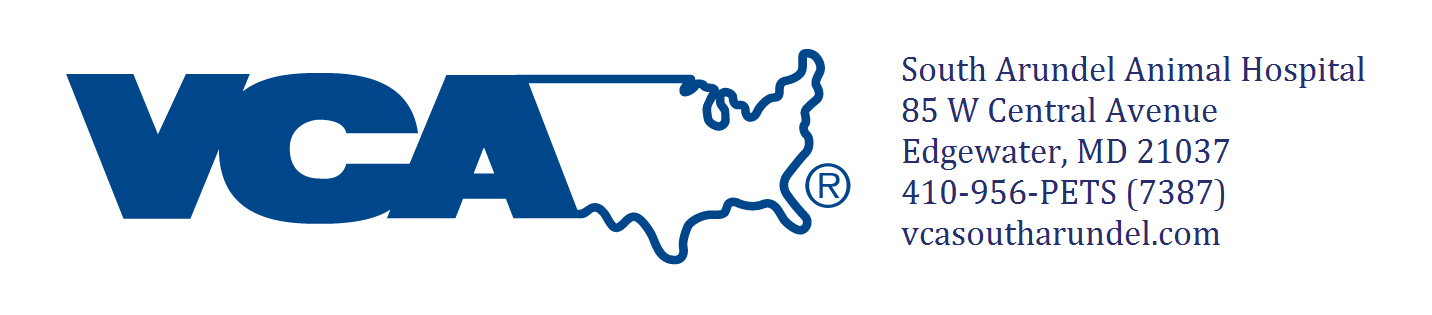 VCA®
South Arundel Animal Hospital
85 W Central Avenue
Edgewater, MD 21037
410-956-PETS (7387)
vcasoutharundel.com